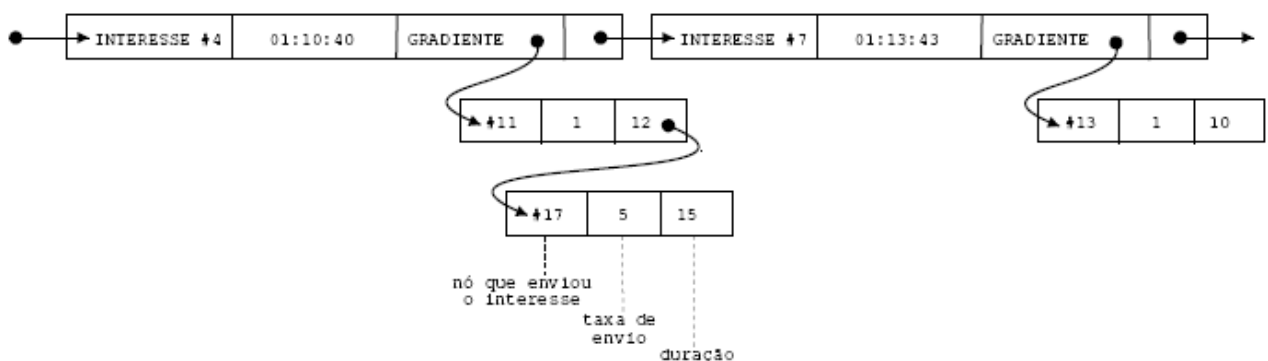 INTERESSE #4 01:10:40 GRADIENTE INTERESSE #7 01:13:43 GRADIENTE
#11 1 12 #13 1 10
#17 5 15
nó que enviou
o interesse
taxa de
envio
duração